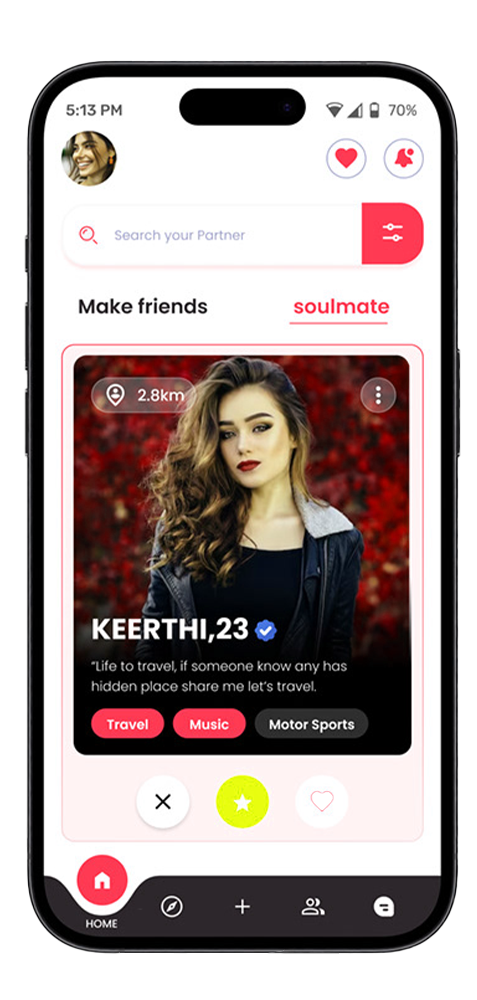 5:13 PM
70%
Search your Partner
Make friends
soulmate
2.8km
KEERTHI,23
“Life to travel, if someone know any has
hidden place share me let’s travel.
Travel
Music
Motor Sports
HOME